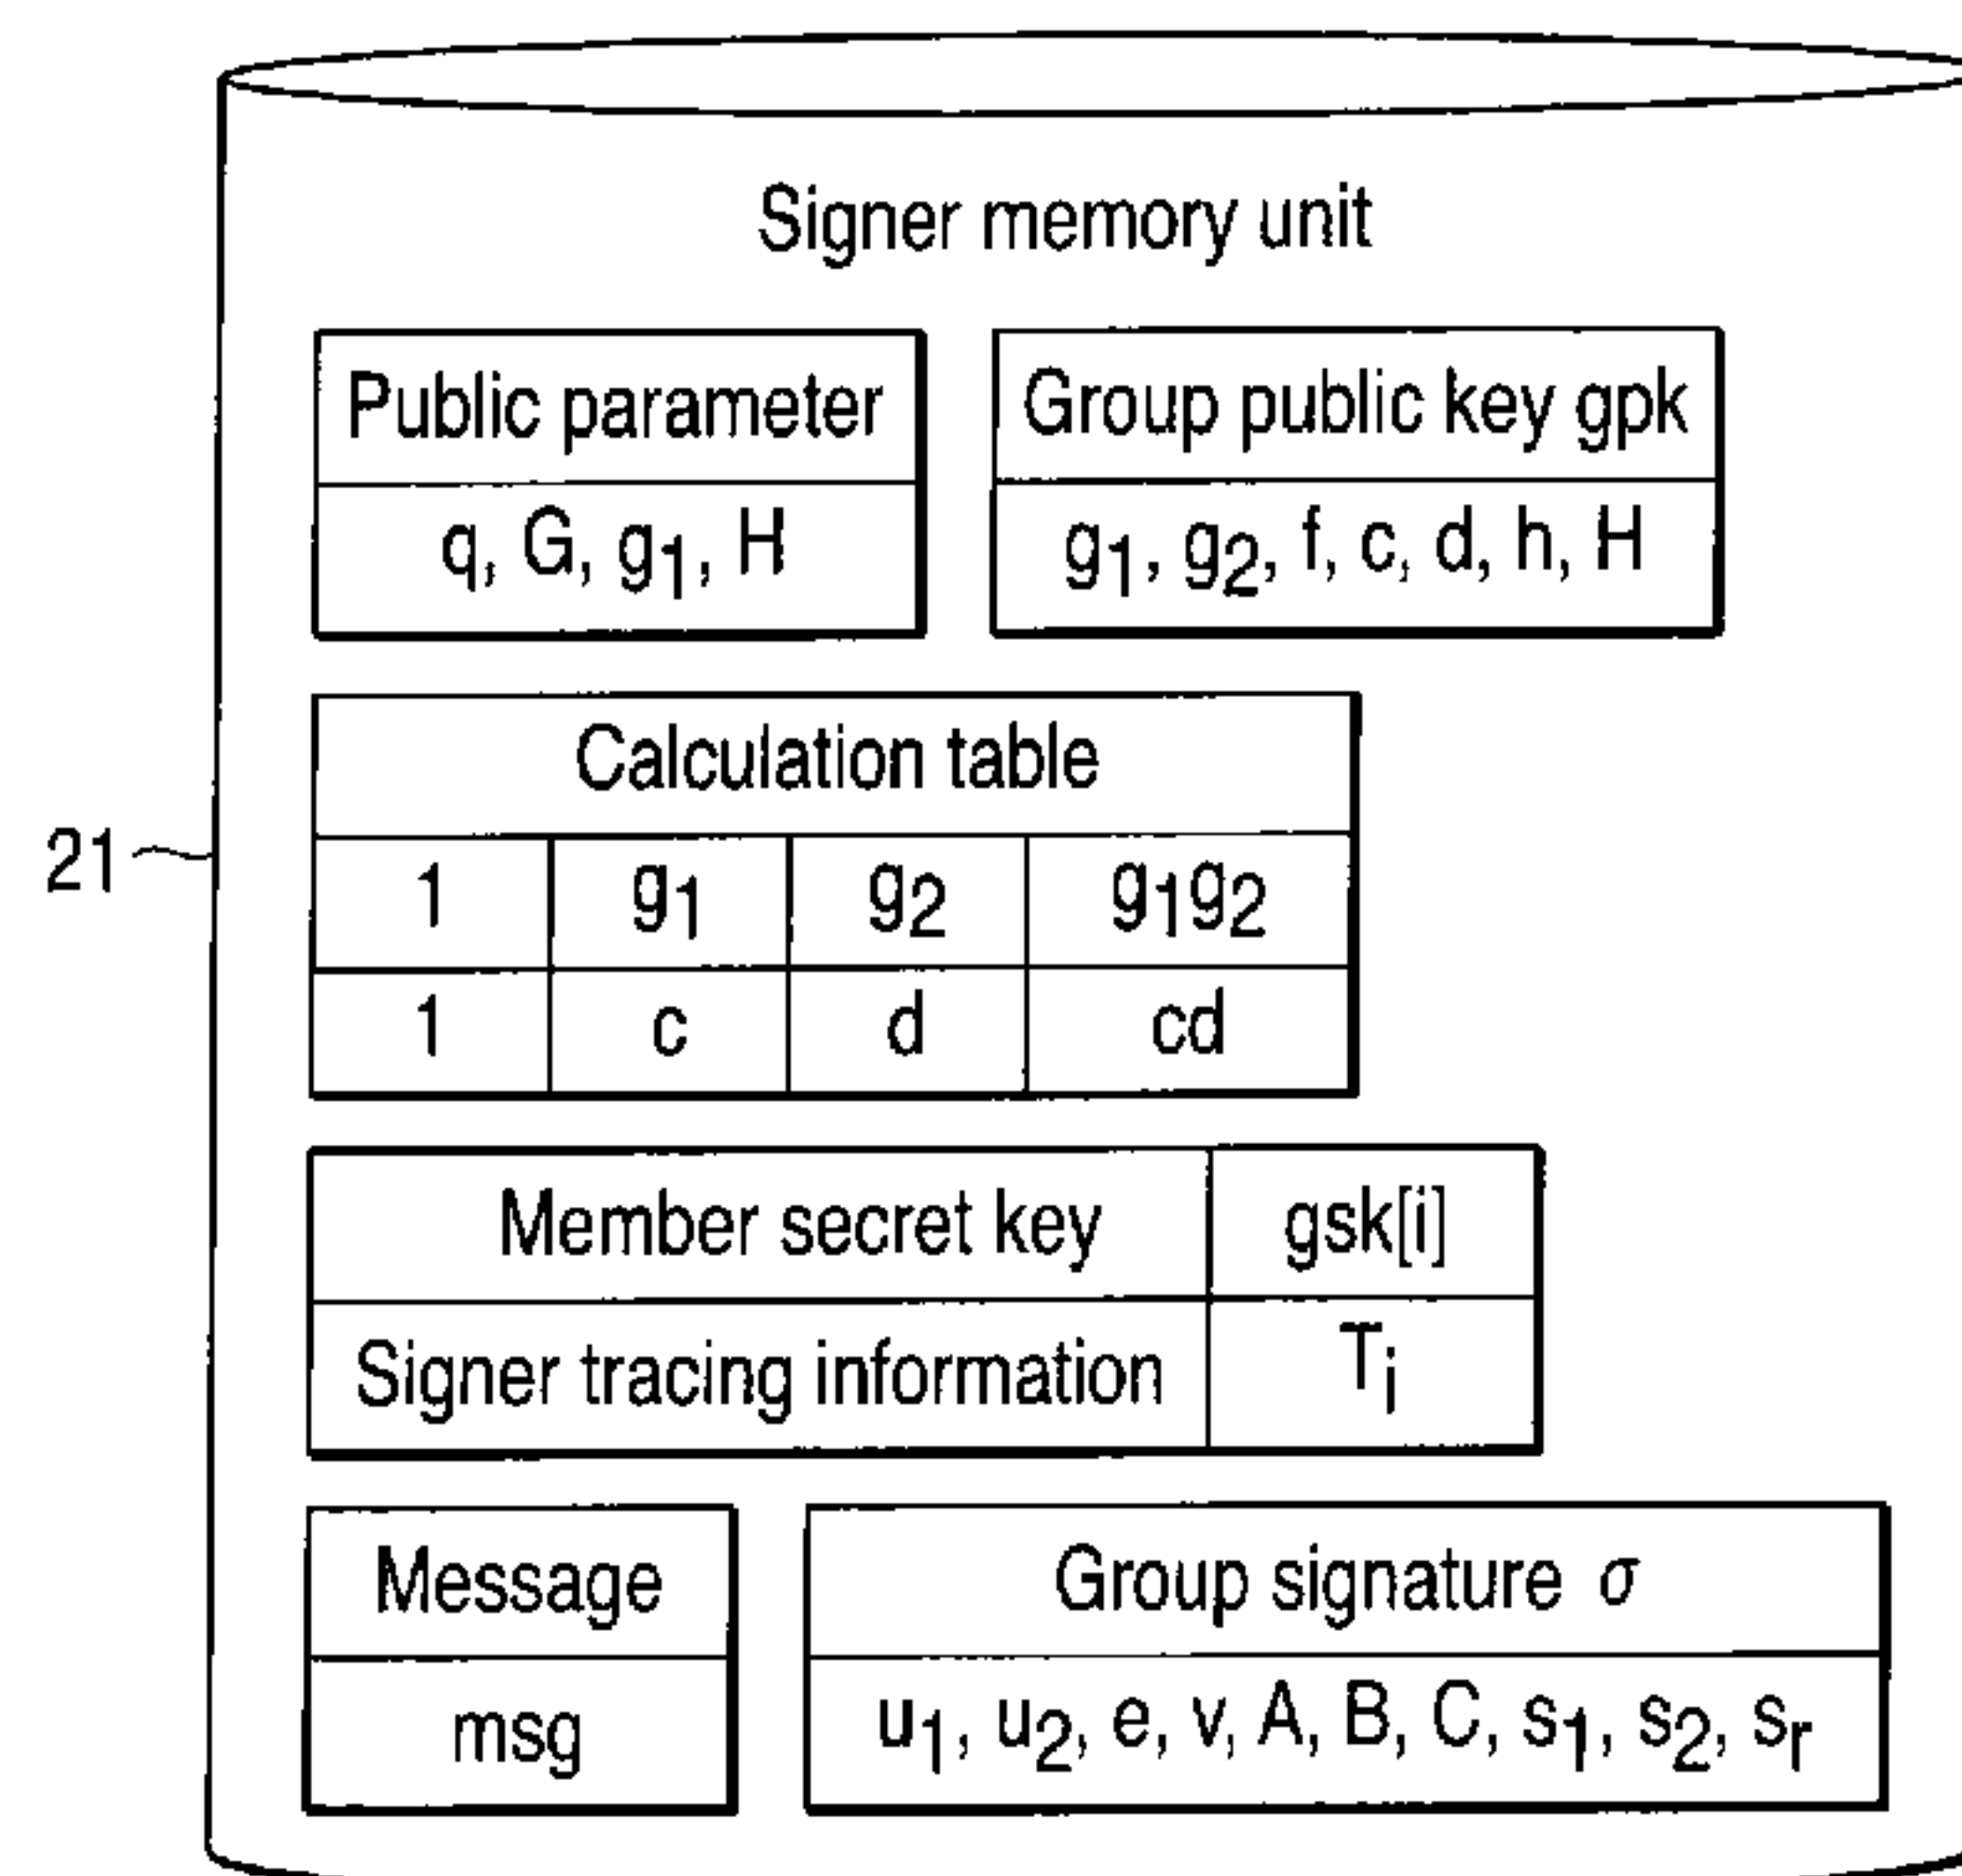 Signer memory unit
Public parameter
q, G, g1, H
Group public key gpk
g1, g2, f, c, d, h, H
Calculation table
1 g1 g2 g1g2
1 c d cd
21
Member secret key gsk[i]
Signer tracing information Ti
Message
msg
Group signature σ
u1, u2, e, v, A, B, C, s1, s2, sr